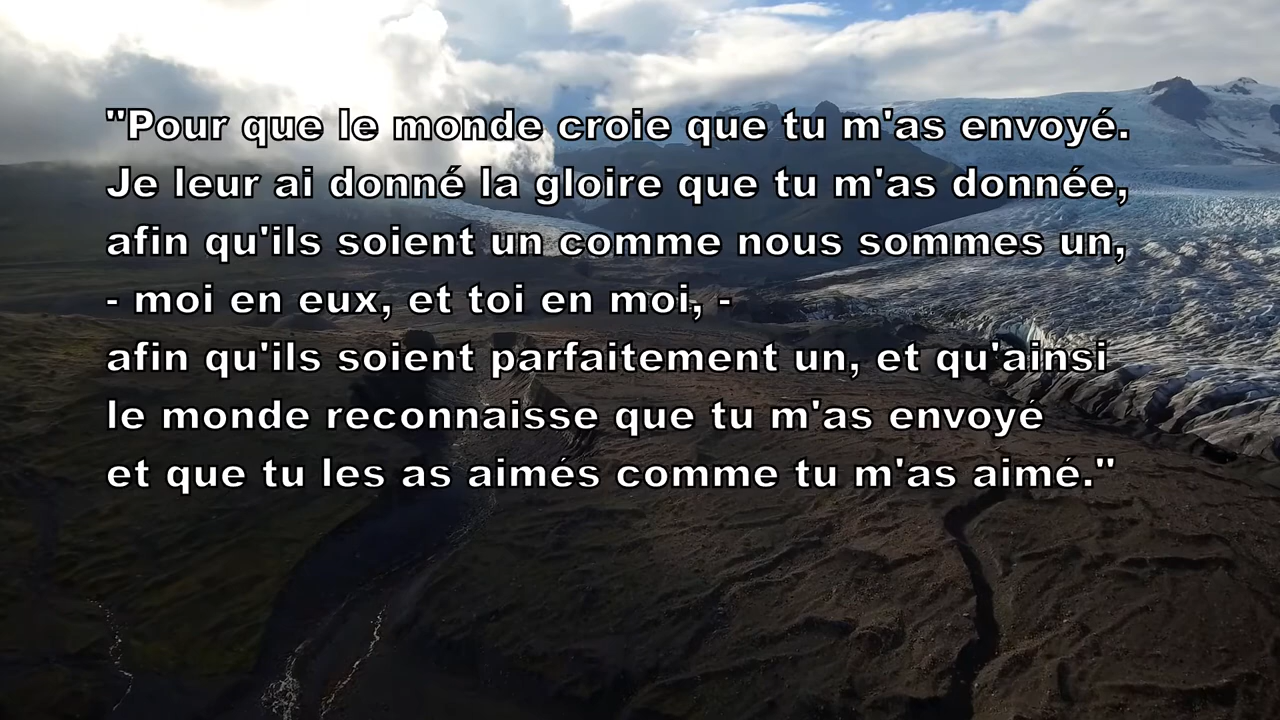 "Pour que le monde croie que tu m'as envoyé.
Je leur ai donné la gloire que tu m'as donnée,
afin qu'ils soient un comme nous sommes un,
- moi en eux, et toi en moi, -
afin qu'ils soient parfaitement un, et qu'ainsi
le monde reconnaisse que tu m'as envoyé
et que tu les as aimés comme tu m'as aimé."